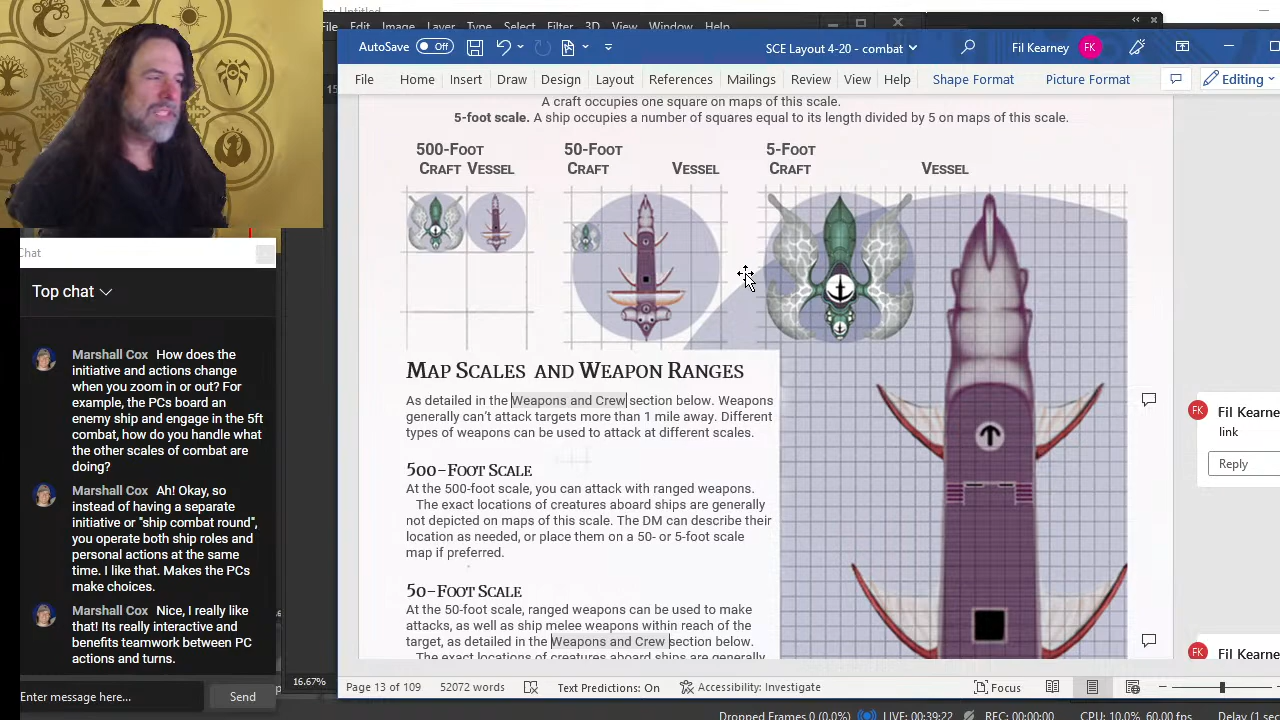 File Edit Image Layer Type Select Filter 3D View Window Help
AutoSave Off
SCE Layout 4-20 - combat
Fil Kearney FK
File Home Insert Draw Design Layout References Mailings Review View Help Shape Format Picture Format Editing
A craft occupies one square on maps of this scale.
5-foot scale. A ship occupies a number of squares equal to its length divided by 5 on maps of this scale.
500-Foot 50-Foot 5-Foot
Craft Vessel Craft Vessel Craft Vessel
Map Scales and Weapon Ranges
As detailed in the Weapons and Crew section below. Weapons
generally can't attack targets more than 1 mile away. Different
types of weapons can be used to attack at different scales.
500-Foot Scale
At the 500-foot scale, you can attack with ranged weapons.
The exact locations of creatures aboard ships are generally
not depicted on maps of this scale. The DM can describe their
location as needed, or place them on a 50- or 5-foot scale
map if preferred.
50-Foot Scale
At the 50-foot scale, ranged weapons can be used to make
attacks, as well as ship melee weapons within reach of the
target, as detailed in the Weapons and Crew section below.
The exact locations of creatures aboard ships are generally
FK Fil Kearne
link
Reply
FK Fil Kearne
Chat
Top chat
Marshall Cox How does the
initiative and actions change
when you zoom in or out? For
example, the PCs board an
enemy ship and engage in the 5ft
combat, how do you handle what
the other scales of combat are
doing?
Marshall Cox Ah! Okay, so
instead of having a separate
initiative or "ship combat round",
you operate both ship roles and
personal actions at the same
time. I like that. Makes the PCs
make choices.
Marshall Cox Nice, I really like
that! Its really interactive and
benefits teamwork between PC
actions and turns.
Enter message here...
Send
16.67%
Page 13 of 109 52072 words Text Predictions: On Accessibility: Investigate Focus
Dropped Frames 0 (0.0%) LIVE: 00:39:22 REC: 00:00:00 CPU: 10.0% 60.00 fps Delay (1 sec